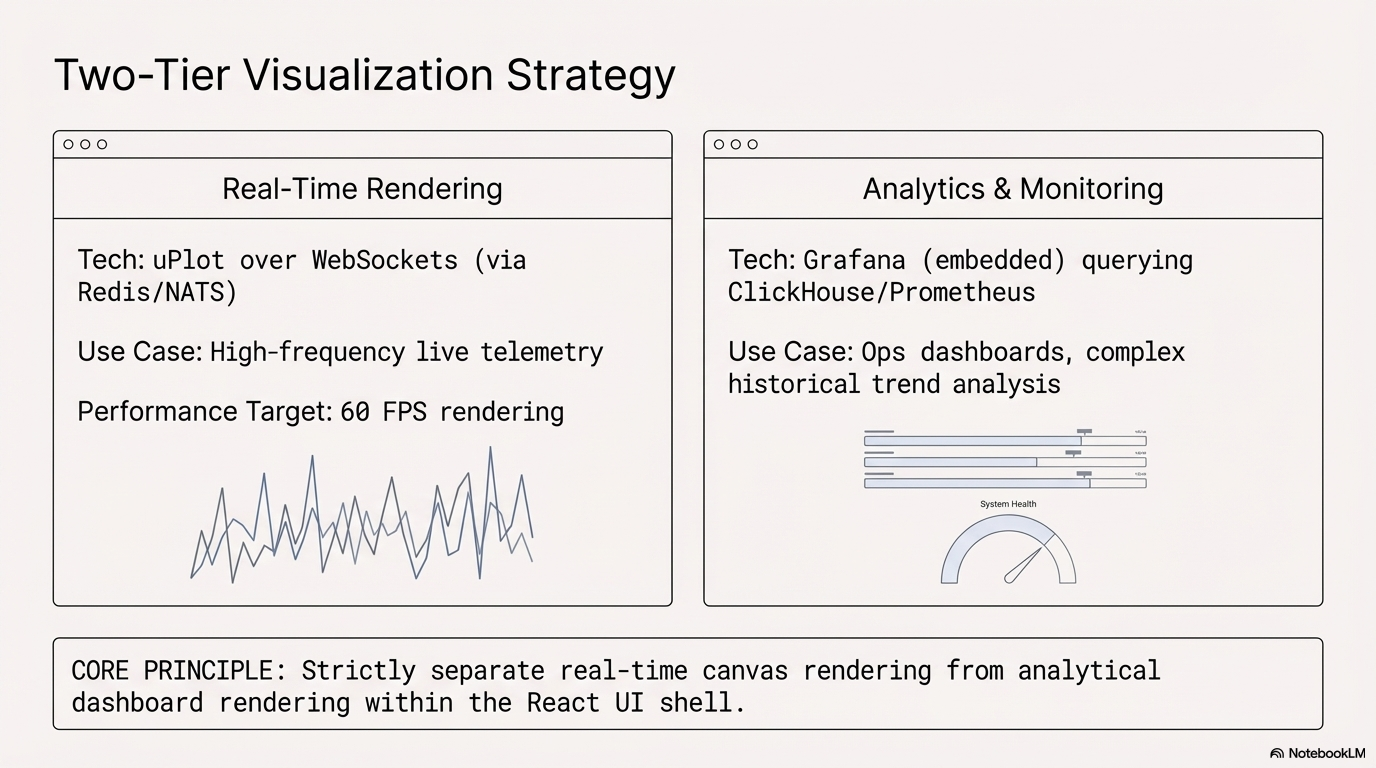 Two-Tier Visualization Strategy
Real-Time Rendering
Tech: uPlot over WebSockets (via
Redis/NATS)
Use Case: High-frequency live telemetry
Performance Target: 60 FPS rendering
Analytics & Monitoring
Tech: Grafana (embedded) querying
ClickHouse/Prometheus
Use Case: Ops dashboards, complex
historical trend analysis
System Health
CORE PRINCIPLE: Strictly separate real-time canvas rendering from analytical
dashboard rendering within the React UI shell.
NotebookLM